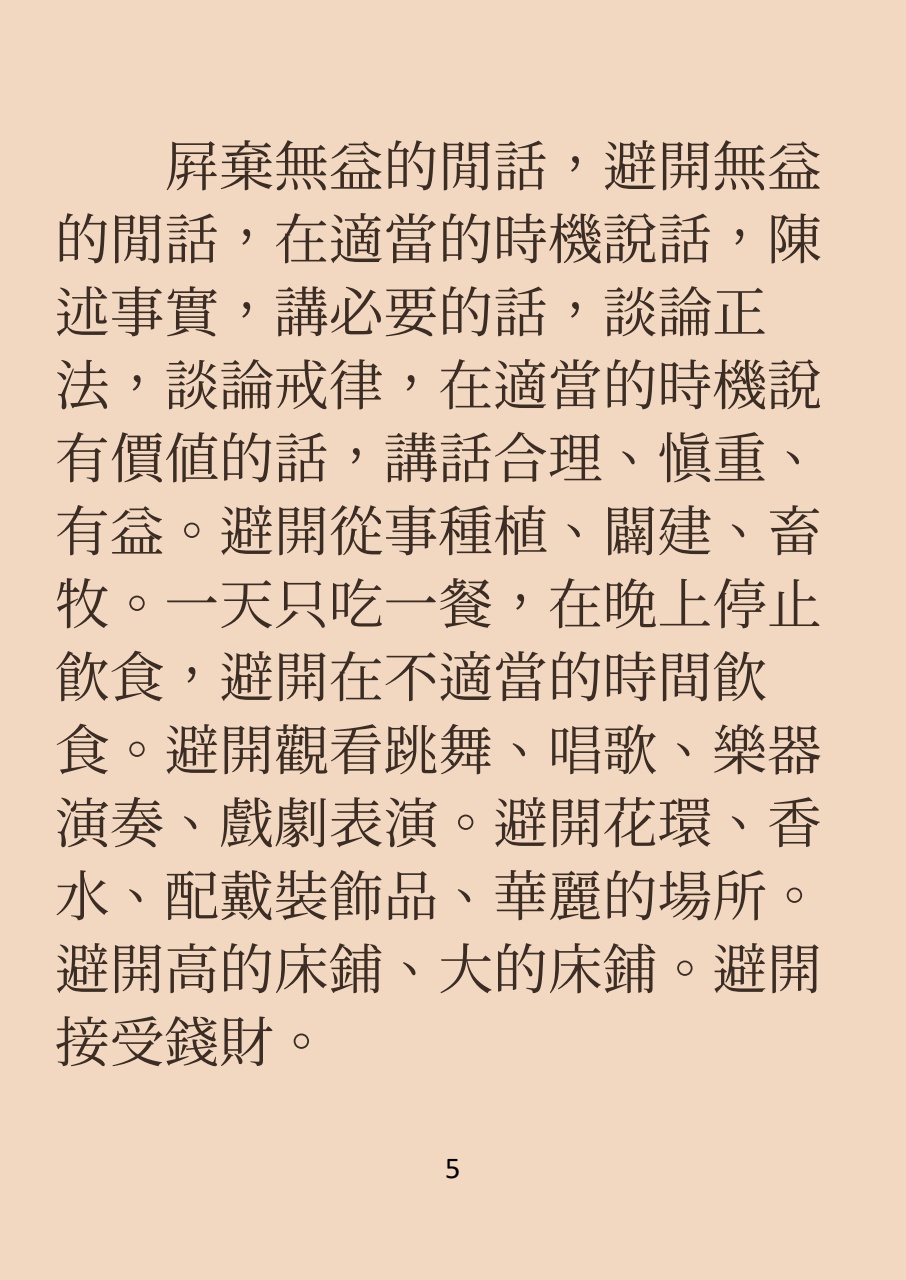 屛棄無益的閒話，避開無益
的閒話，在適當的時機說話，陳
述事實，講必要的話，談論正
法，談論戒律，在適當的時機說
有價値的話，講話合理、愼重、
有益。避開從事種植、闢建、畜
牧。一天只吃一餐，在晚上停止
飮食，避開在不適當的時間飮
食。避開觀看跳舞、唱歌、樂器
演奏、戲劇表演。避開花環、香
水、配戴裝飾品、華麗的場所。
避開高的床鋪、大的床鋪。避開
接受錢財。
5